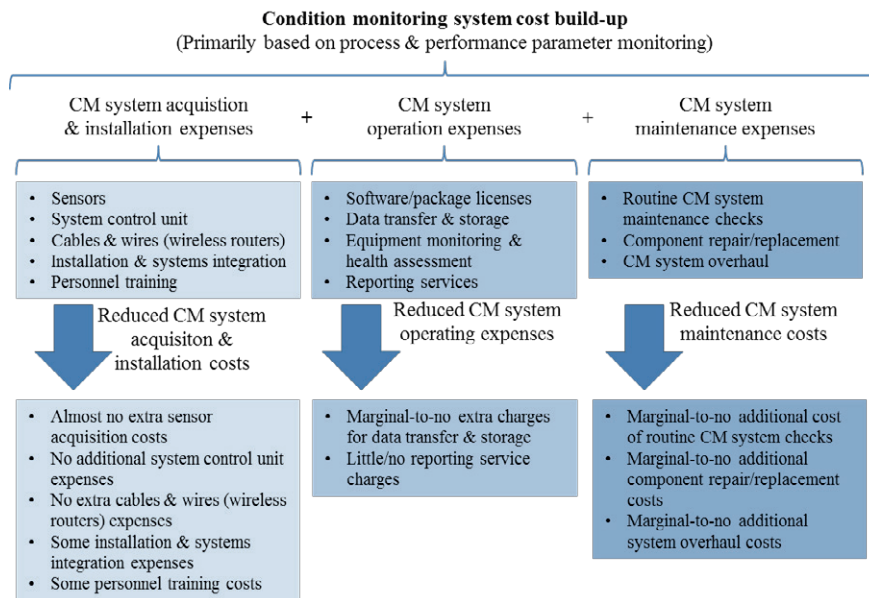 Condition monitoring system cost build-up
(Primarily based on process & performance parameter monitoring)
CM system acquistion
& installation expenses
+
CM system
operation expenses
+
CM system
maintenance expenses
• Sensors
• System control unit
• Cables & wires (wireless routers)
• Installation & systems integration
• Personnel training
• Software/package licenses
• Data transfer & storage
• Equipment monitoring &
health assessment
• Reporting services
• Routine CM system
maintenance checks
• Component repair/replacement
• CM system overhaul
Reduced CM system
acquisiton &
installation costs
Reduced CM system
operating expenses
Reduced CM system
maintenance costs
• Almost no extra sensor
acquisition costs
• No additional system control unit
expenses
• No extra cables & wires (wireless
routers) expenses
• Some installation & systems
integration expenses
• Some personnel training costs
• Marginal-to-no extra charges
for data transfer & storage
• Little/no reporting service
charges
• Marginal-to-no additional cost
of routine CM system checks
• Marginal-to-no additional
component repair/replacement
costs
• Marginal-to-no additional
system overhaul costs